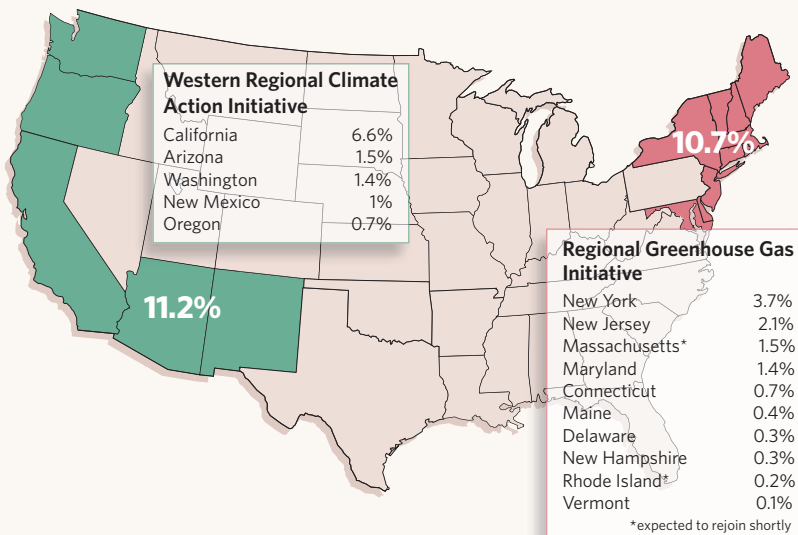 Western Regional Climate
Action Initiative
California 6.6%
Arizona 1.5%
Washington 1.4%
New Mexico 1%
Oregon 0.7%
11.2%
10.7%
Regional Greenhouse Gas
Initiative
New York 3.7%
New Jersey 2.1%
Massachusetts* 1.5%
Maryland 1.4%
Connecticut 0.7%
Maine 0.4%
Delaware 0.3%
New Hampshire 0.3%
Rhode Island* 0.2%
Vermont 0.1%
*expected to rejoin shortly